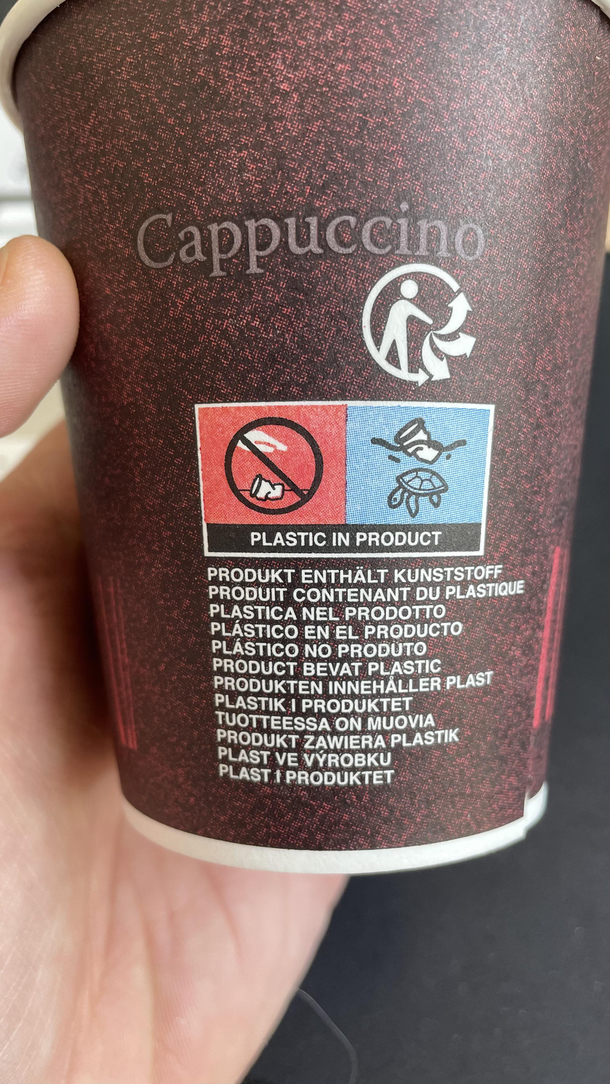 Cappuccino
PLASTIC IN PRODUCT
PRODUKT ENTHÄLT KUNSTSTOFF
PRODUIT CONTENANT DU PLASTIQUE
PLASTICA NEL PRODOTTO
PLÁSTICO EN EL PRODUCTO
PLÁSTICO NO PRODUTO
PRODUCT BEVAT PLASTIC
PRODUKTEN INNEHÅLLER PLAST
PLASTIK I PRODUKTET
TUOTTEESSA ON MUOVIA
PRODUKT ZAWIERA PLASTIK
PLAST VE VÝROBKU
PLAST I PRODUKTET